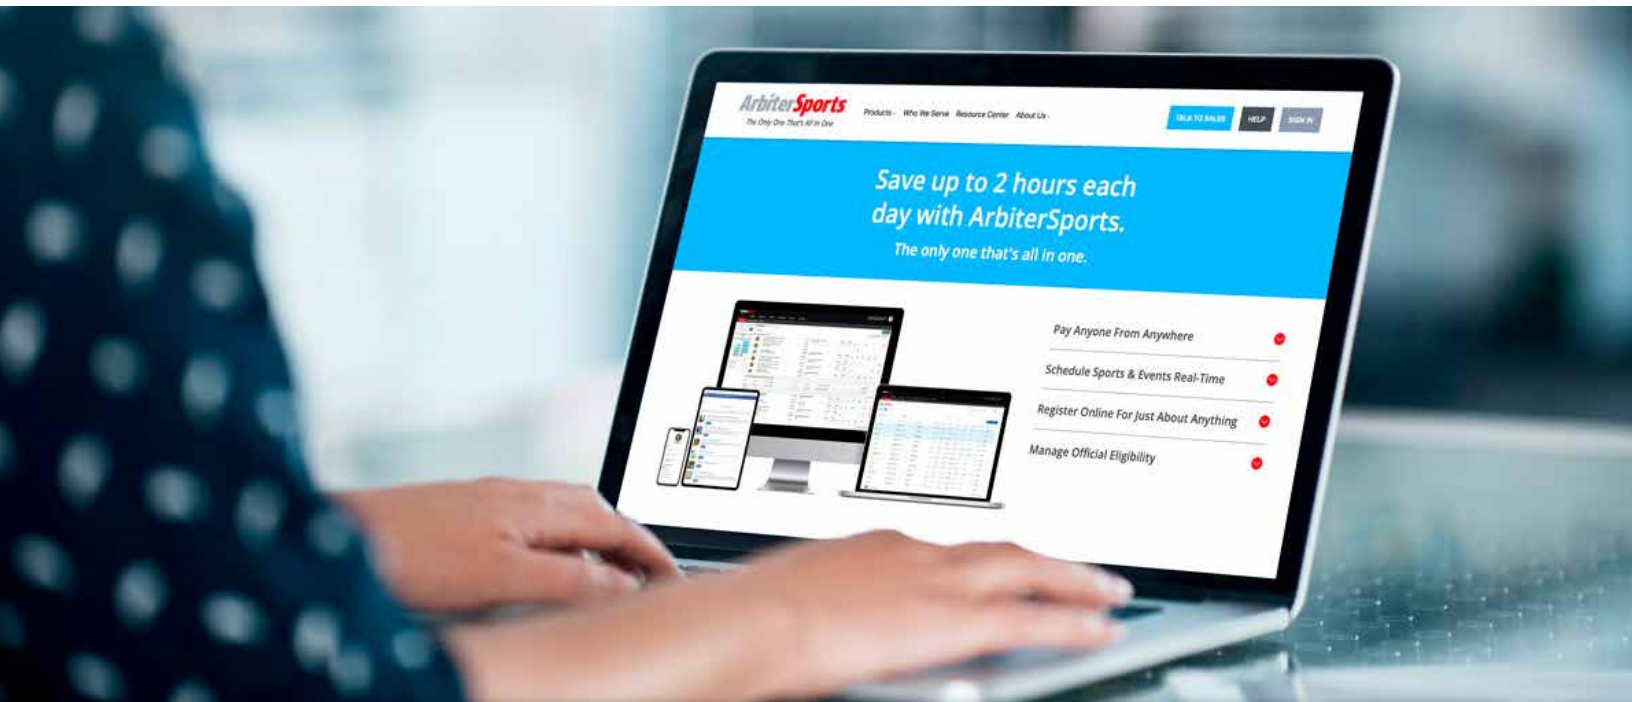 ArbiterSports
The Only One That's All In One
Products
Who We Serve
Resource Center
About Us
TALK TO SALES
HELP
SIGN IN
Save up to 2 hours each
day with ArbiterSports.
The only one that's all in one.
Pay Anyone From Anywhere
Schedule Sports & Events Real-Time
Register Online For Just About Anything
Manage Official Eligibility